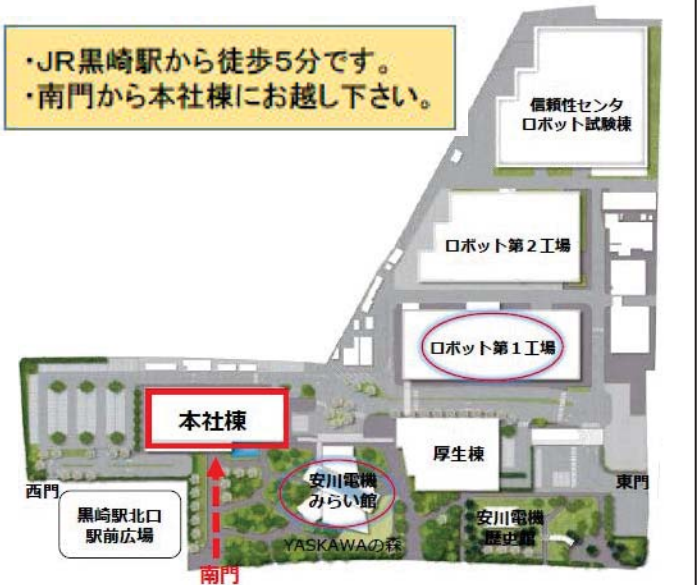 ・JR黒崎駅から徒歩5分です。
・南門から本社棟にお越し下さい。
信頼性センタ
ロボット試験棟
ロボット第2工場
ロボット第1工場
本社棟
厚生棟
安川電機
みらい館
西門
東門
黒崎駅北口
駅前広場
安川電機
歴史館
YASKAWAの森
南門